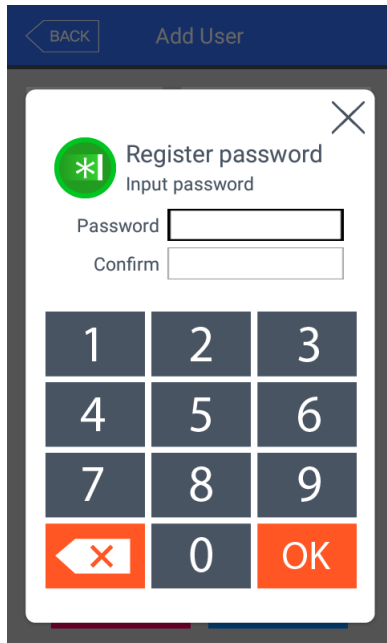 BACK Add User
Register password
Input password
Password
Confirm
1 2 3
4 5 6
7 8 9
0 OK